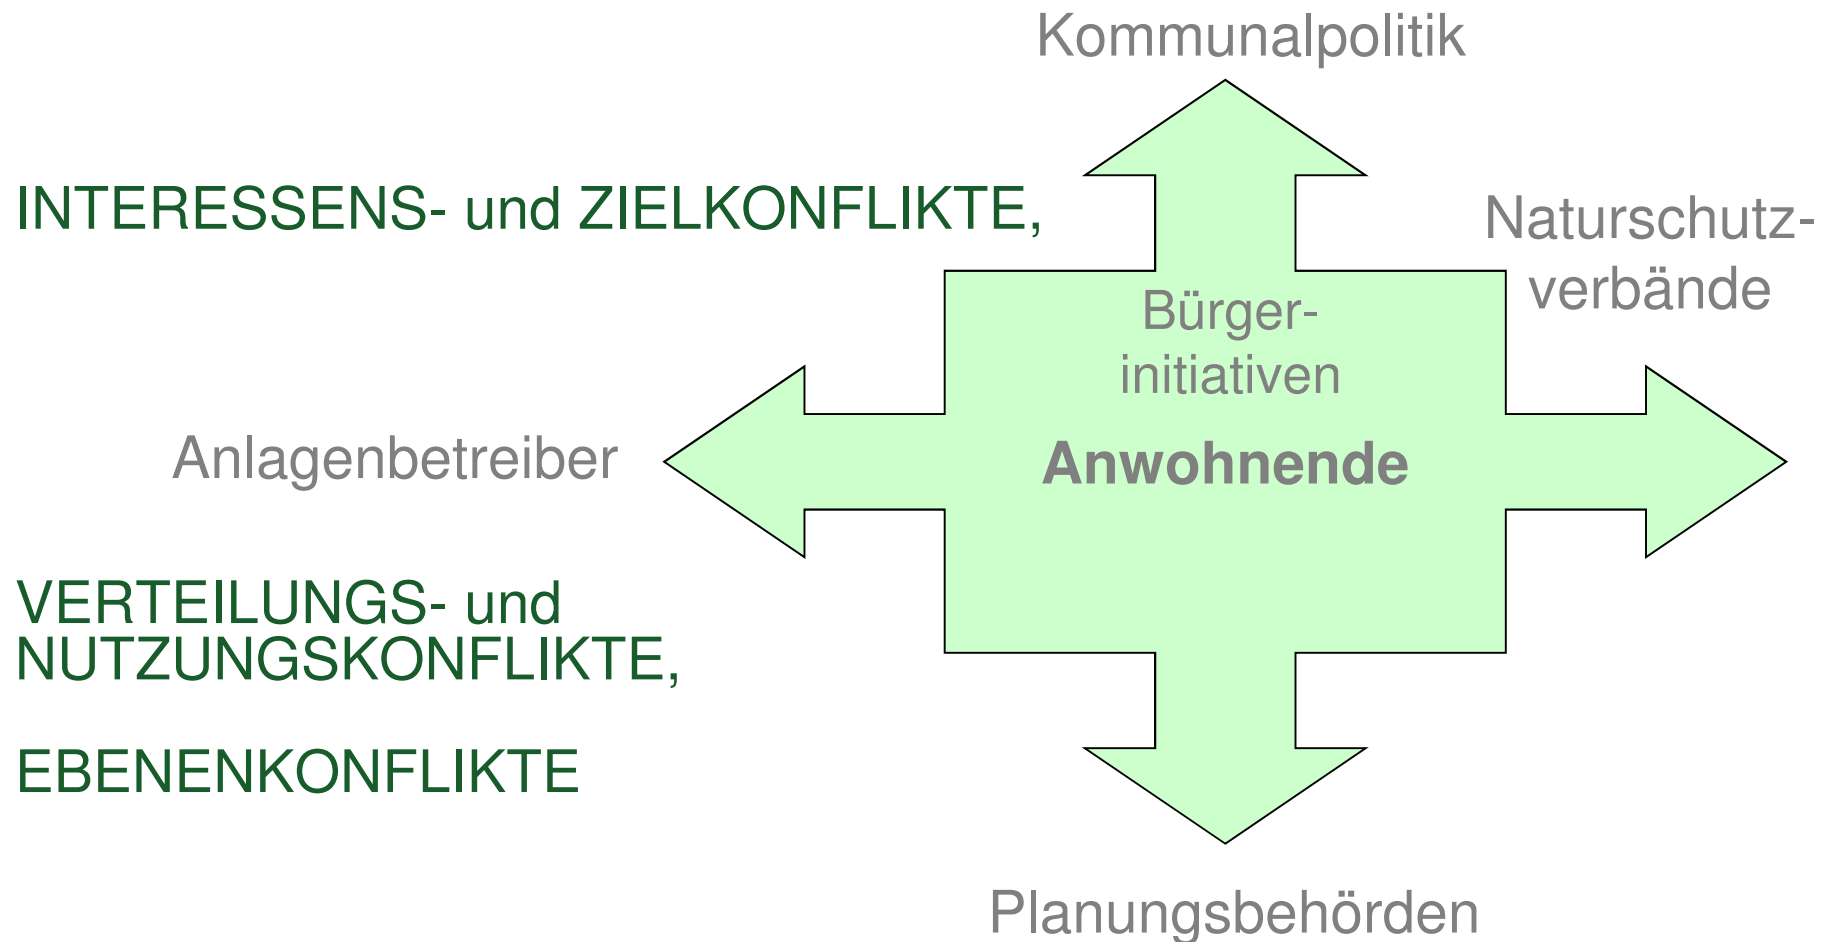 Kommunalpolitik
INTERESSENS- und ZIELKONFLIKTE,
Naturschutz-
verbände
Bürger-
initiativen
Anlagenbetreiber
Anwohnende
VERTEILUNGS- und
NUTZUNGSKONFLIKTE,
EBENENKONFLIKTE
Planungsbehörden